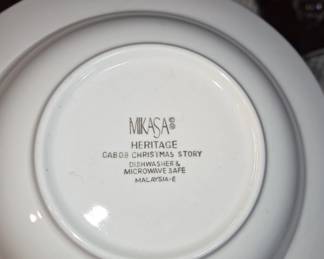 MIKASA
HERITAGE
CAB08 CHRISTMAS STORY
DISHWASHER &
MICROWAVE SAFE
MALAYSIA-E